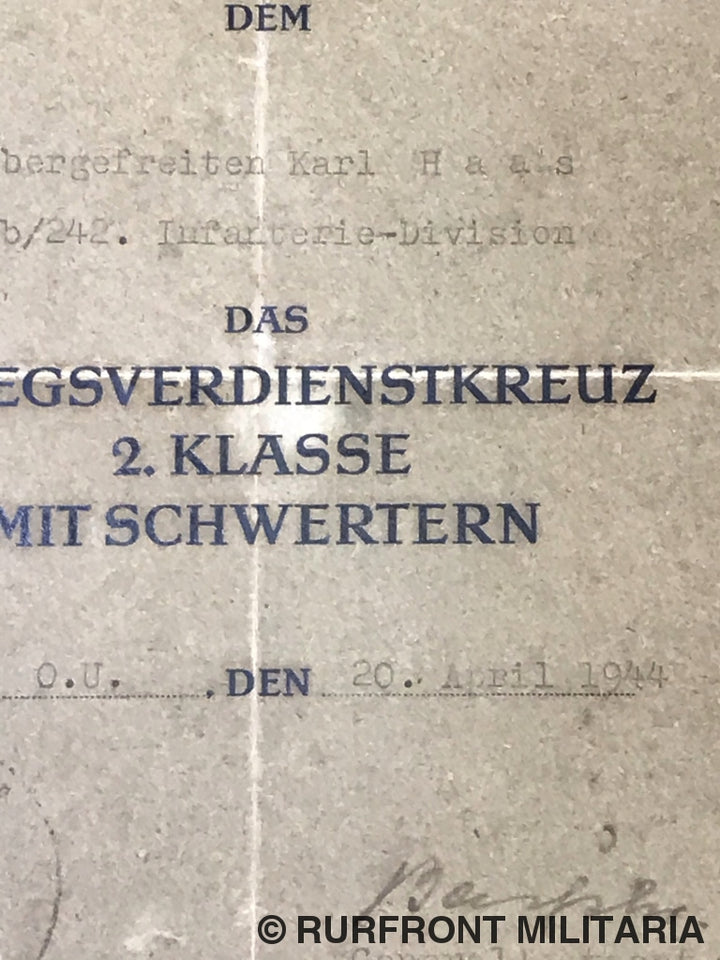 DEM
bergefreiten Karl H a a s
b/242. Infanterie-Division
DAS
EGSVERDIENSTKREUZ
2. KLASSE
MIT SCHWERTERN
O.U. , DEN 20. April 1944
© RURFRONT MILITARIA